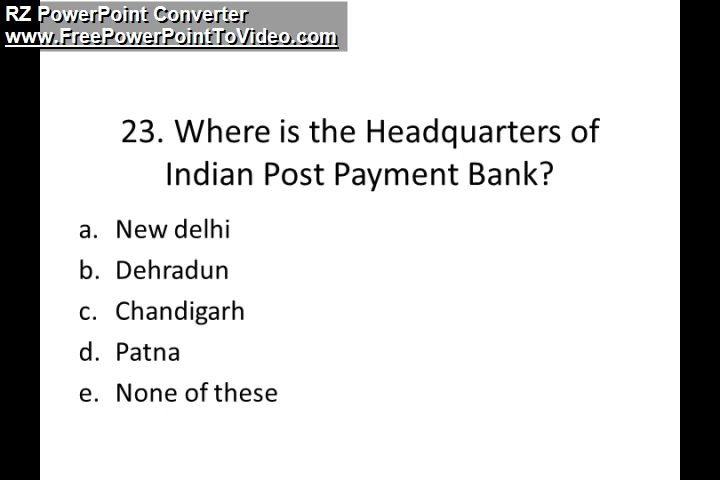 RZ PowerPoint Converter
www.FreePowerPointToVideo.com
23. Where is the Headquarters of
Indian Post Payment Bank?
a. New delhi
b. Dehradun
c. Chandigarh
d. Patna
e. None of these